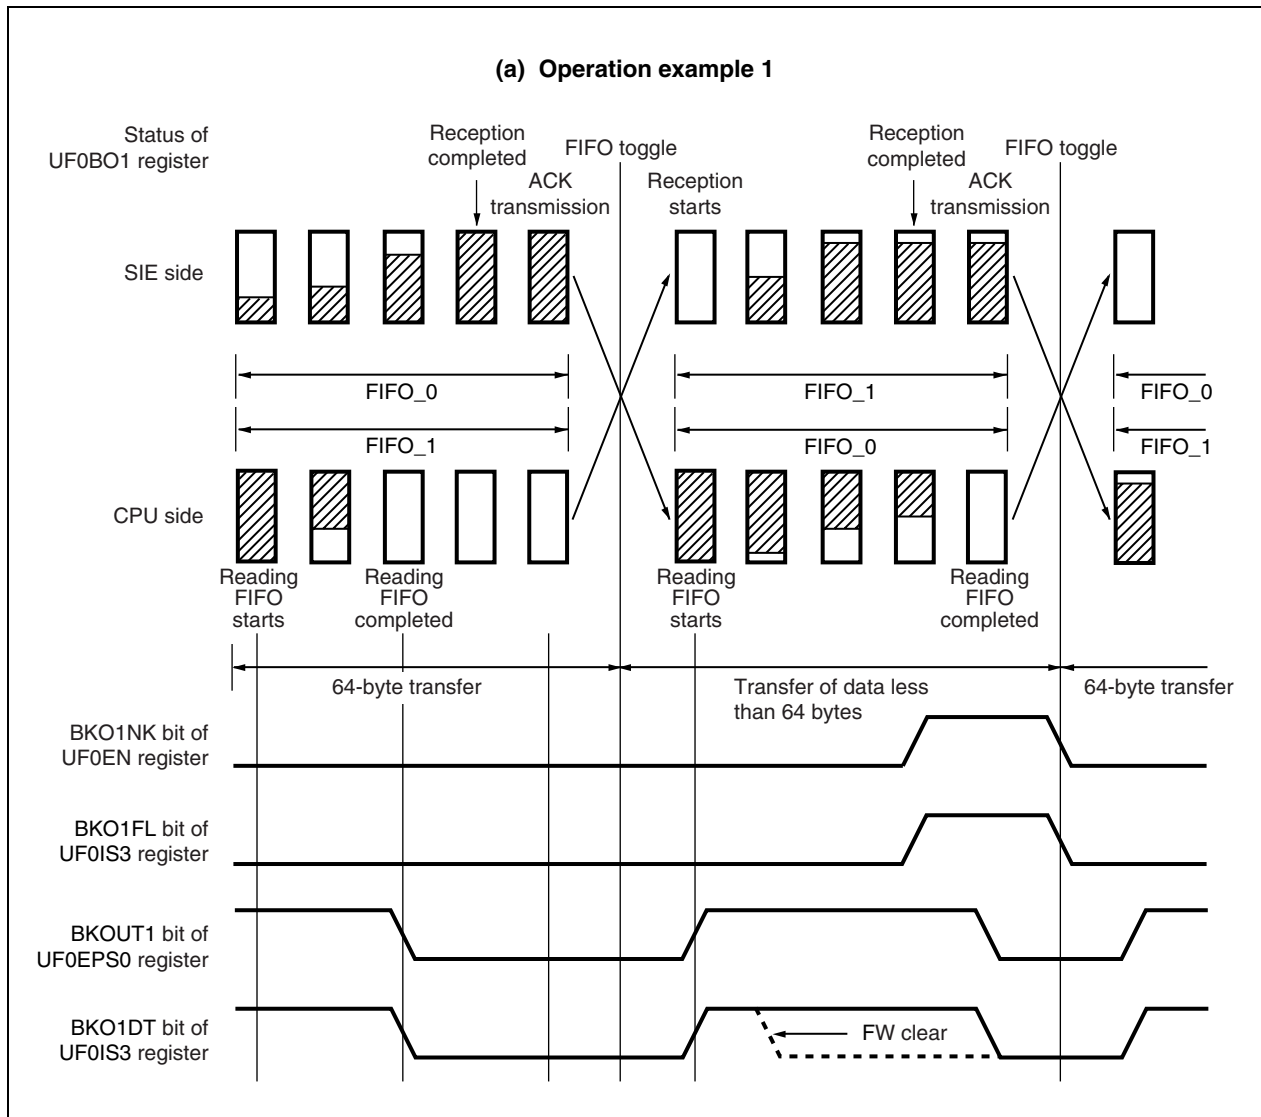 (a) Operation example 1
Status of
UF0BO1 register
Reception
completed
FIFO toggle
ACK
transmission
Reception
starts
Reception
completed
FIFO toggle
ACK
transmission
SIE side
FIFO_0
FIFO_1
FIFO_0
FIFO_1
FIFO_0
FIFO_1
CPU side
Reading
FIFO
starts
Reading
FIFO
completed
Reading
FIFO
starts
Reading
FIFO
completed
64-byte transfer
Transfer of data less
than 64 bytes
64-byte transfer
BKO1NK bit of
UF0EN register
BKO1FL bit of
UF0IS3 register
BKOUT1 bit of
UF0EPS0 register
BKO1DT bit of
UF0IS3 register
FW clear